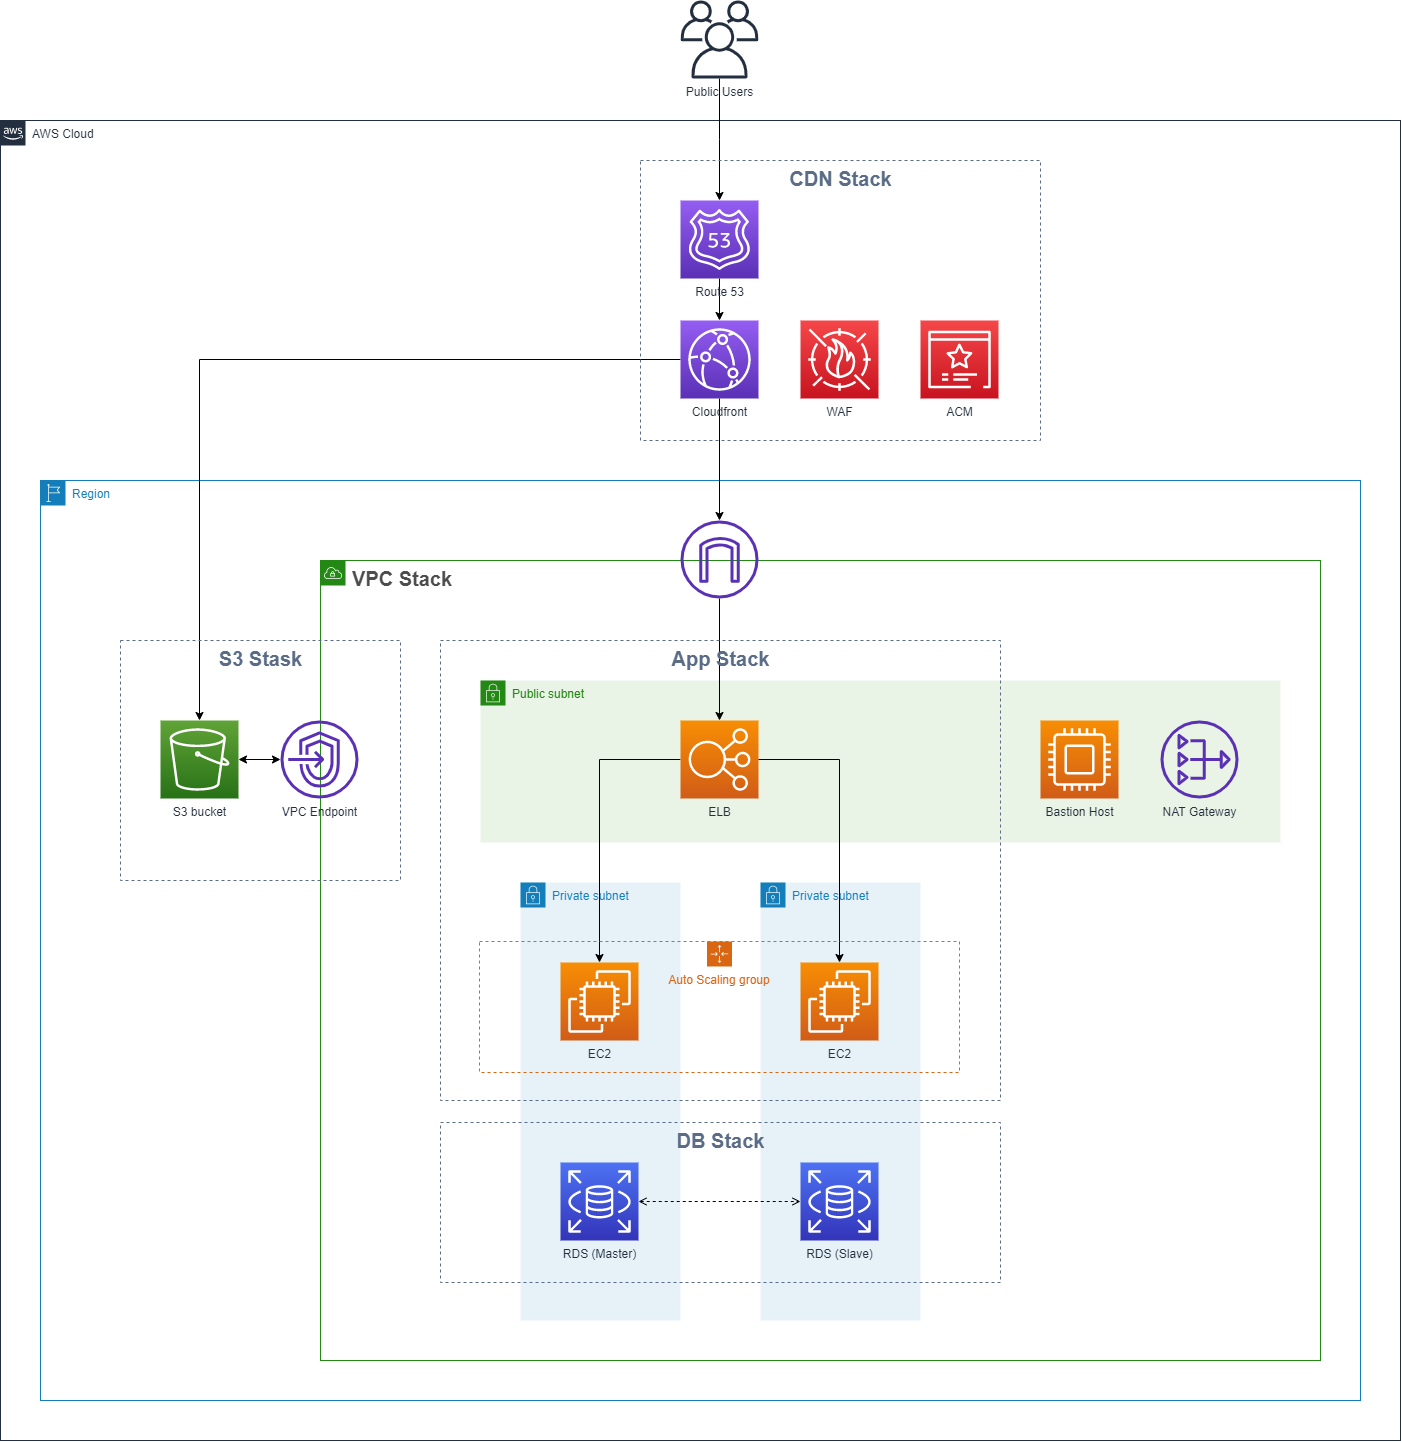 Public Users
aws
AWS Cloud
CDN Stack
53
Route 53
Cloudfront
WAF
ACM
Region
VPC Stack
S3 Stask
App Stack
Public subnet
S3 bucket
VPC Endpoint
ELB
Bastion Host
NAT Gateway
Private subnet
Private subnet
Auto Scaling group
EC2
EC2
DB Stack
RDS (Master)
RDS (Slave)